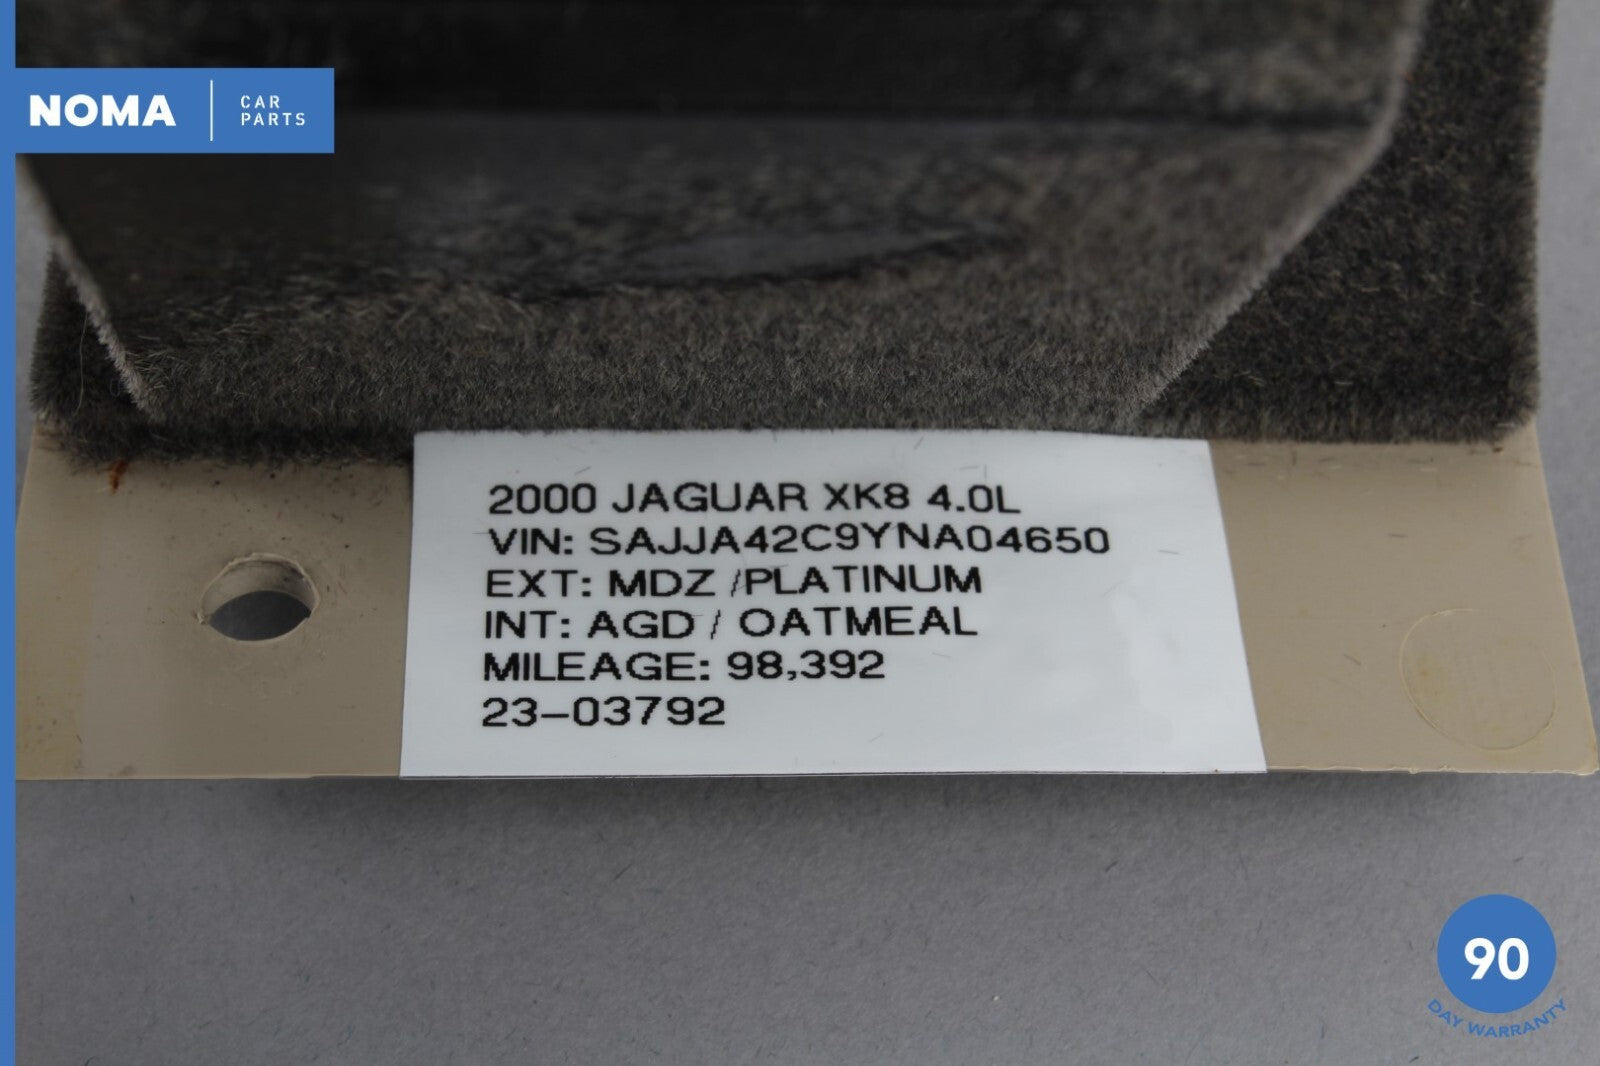 NOMA
CAR
PARTS
2000 JAGUAR XK8 4.0L
VIN: SAJJA42C9YNA04650
EXT: MDZ /PLATINUM
INT: AGD / OATMEAL
MILEAGE: 98,392
23-03792
90
DAY WARRANTY